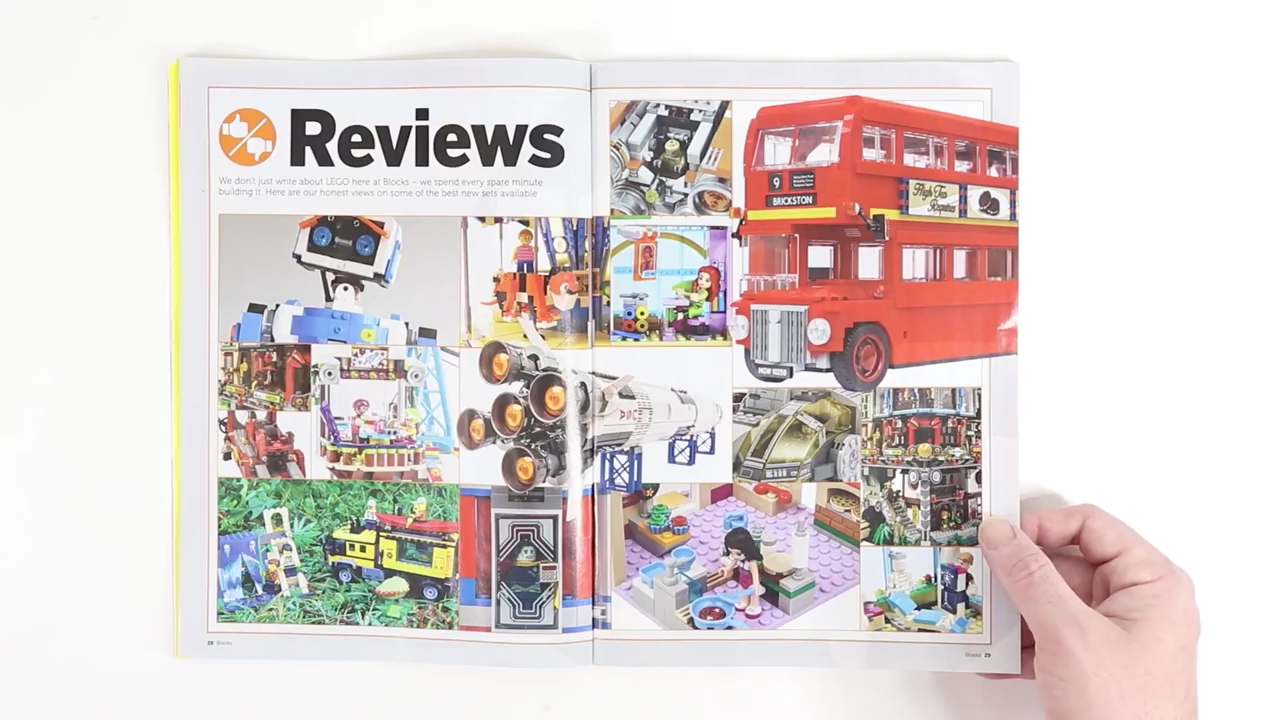 Reviews
We don't just write about LEGO here at Blocks – we spend every spare minute
building it. Here are our honest views on some of the best new sets available
9
BRICKSTON
High Tea
MGW 10258
28 Blocks
Blocks 29